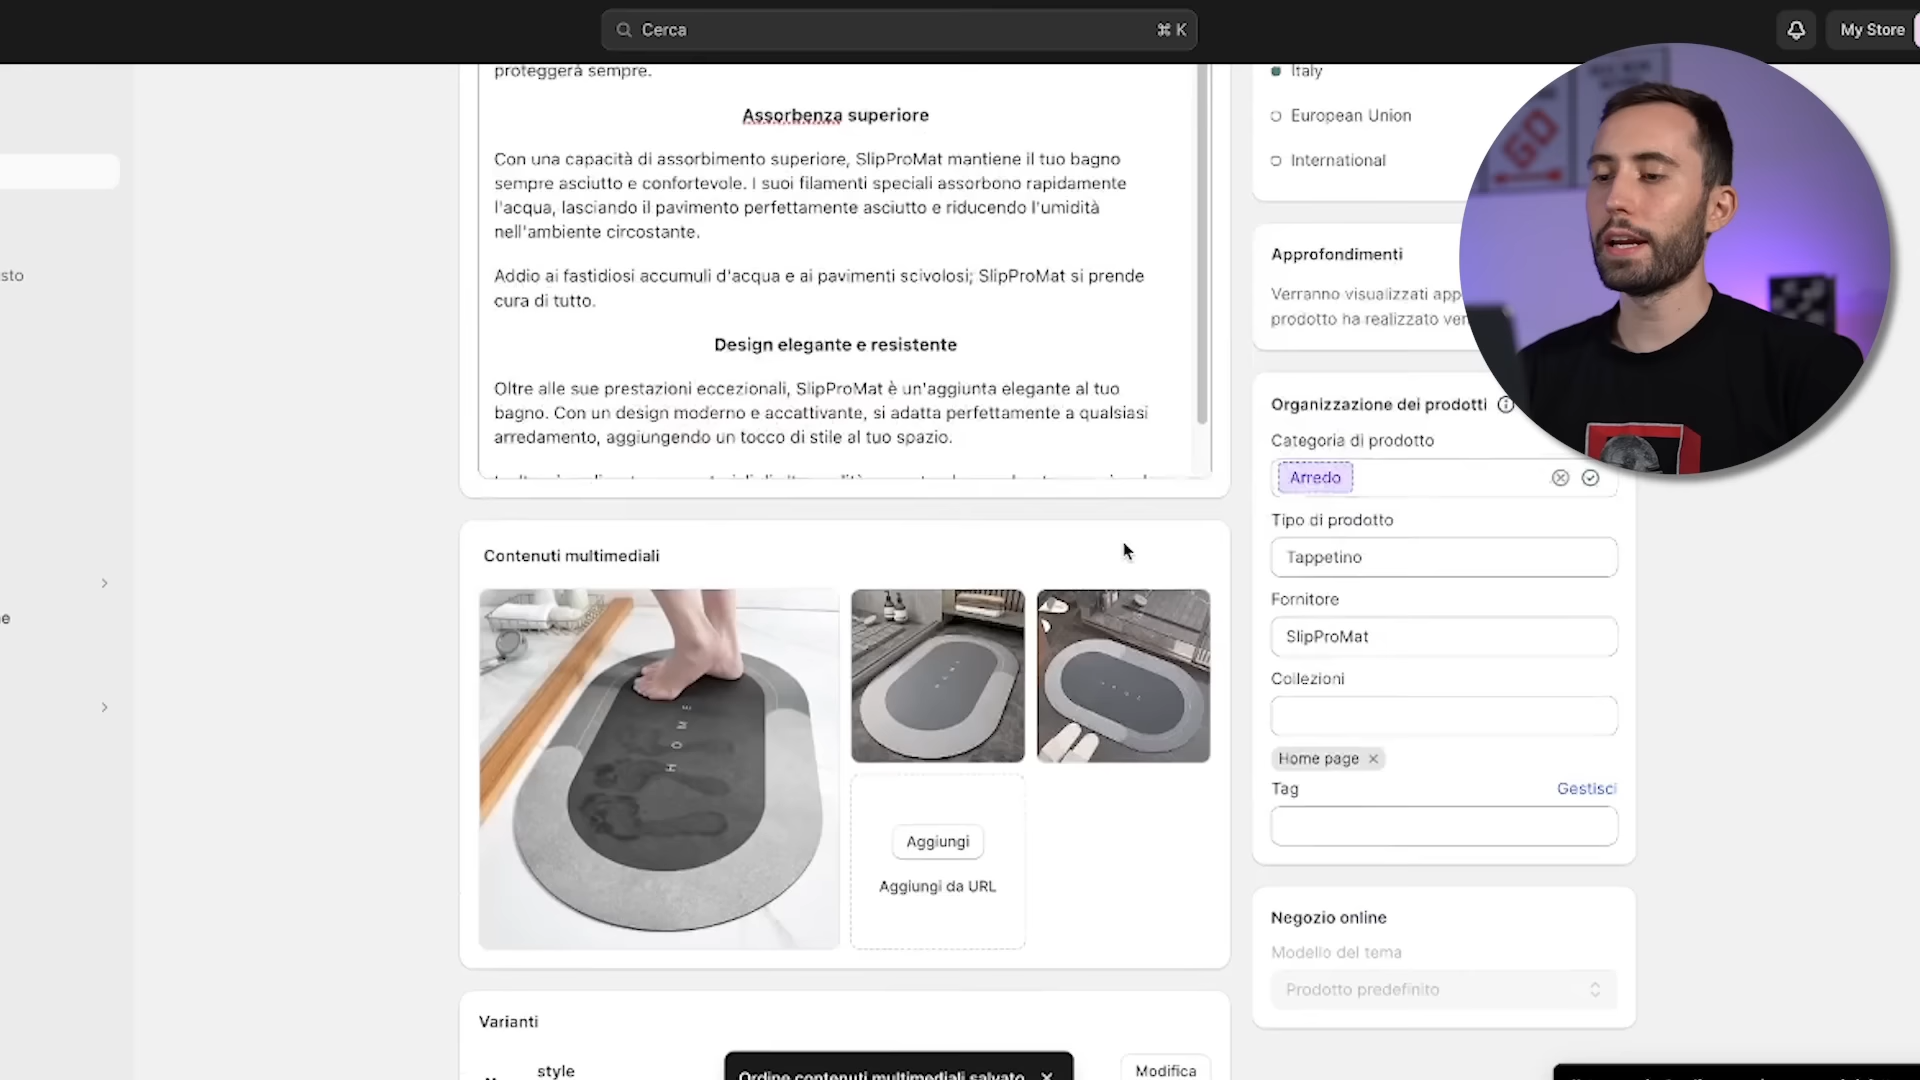 Cerca
⌘ K
My Store
proteggerà sempre.
Assorbenza superiore
Con una capacità di assorbimento superiore, SlipProMat mantiene il tuo bagno
sempre asciutto e confortevole. I suoi filamenti speciali assorbono rapidamente
l'acqua, lasciando il pavimento perfettamente asciutto e riducendo l'umidità
nell'ambiente circostante.
Addio ai fastidiosi accumuli d'acqua e ai pavimenti scivolosi; SlipProMat si prende
cura di tutto.
Design elegante e resistente
Oltre alle sue prestazioni eccezionali, SlipProMat è un'aggiunta elegante al tuo
bagno. Con un design moderno e accattivante, si adatta perfettamente a qualsiasi
arredamento, aggiungendo un tocco di stile al tuo spazio.
Contenuti multimediali
HOME
Aggiungi
Aggiungi da URL
Varianti
style
Modifica
Ordine contenuti multimediali salvato
Italy
European Union
International
GO
Approfondimenti
Verranno visualizzati
prodotto ha realizzato
Organizzazione dei prodotti
Categoria di prodotto
Arredo
Tipo di prodotto
Tappetino
Fornitore
SlipProMat
Collezioni
Home page
Tag
Gestisci
Negozio online
Modello del tema
Prodotto predefinito